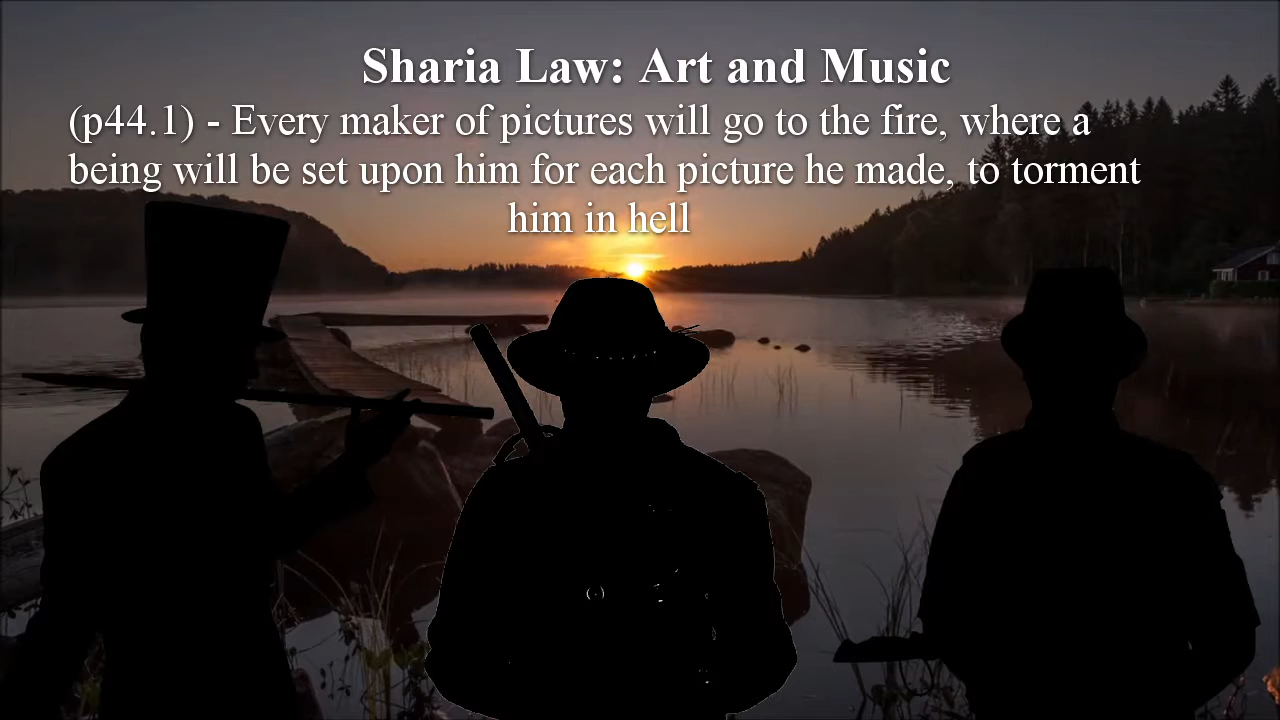 Sharia Law: Art and Music
(p44.1) - Every maker of pictures will go to the fire, where a
being will be set upon him for each picture he made, to torment
him in hell